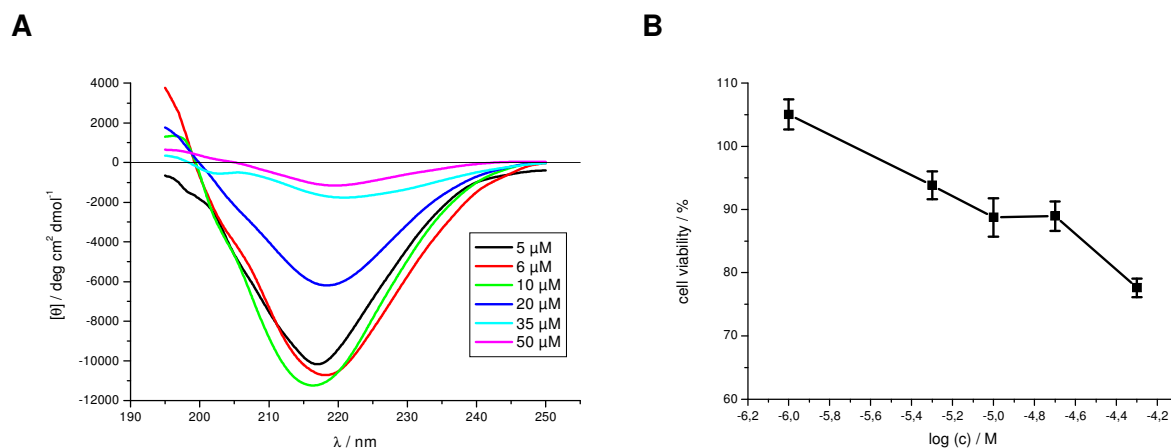 A
4000
2000
0
-2000
-4000
-6000
-8000
-10000
-12000
[θ] / deg cm² dmol⁻¹
190 200 210 220 230 240 250
λ / nm
5 µM
6 µM
10 µM
20 µM
35 µM
50 µM
B
110
100
90
80
70
60
cell viability / %
-6,2 -6,0 -5,8 -5,6 -5,4 -5,2 -5,0 -4,8 -4,6 -4,4 -4,2
log (c) / M